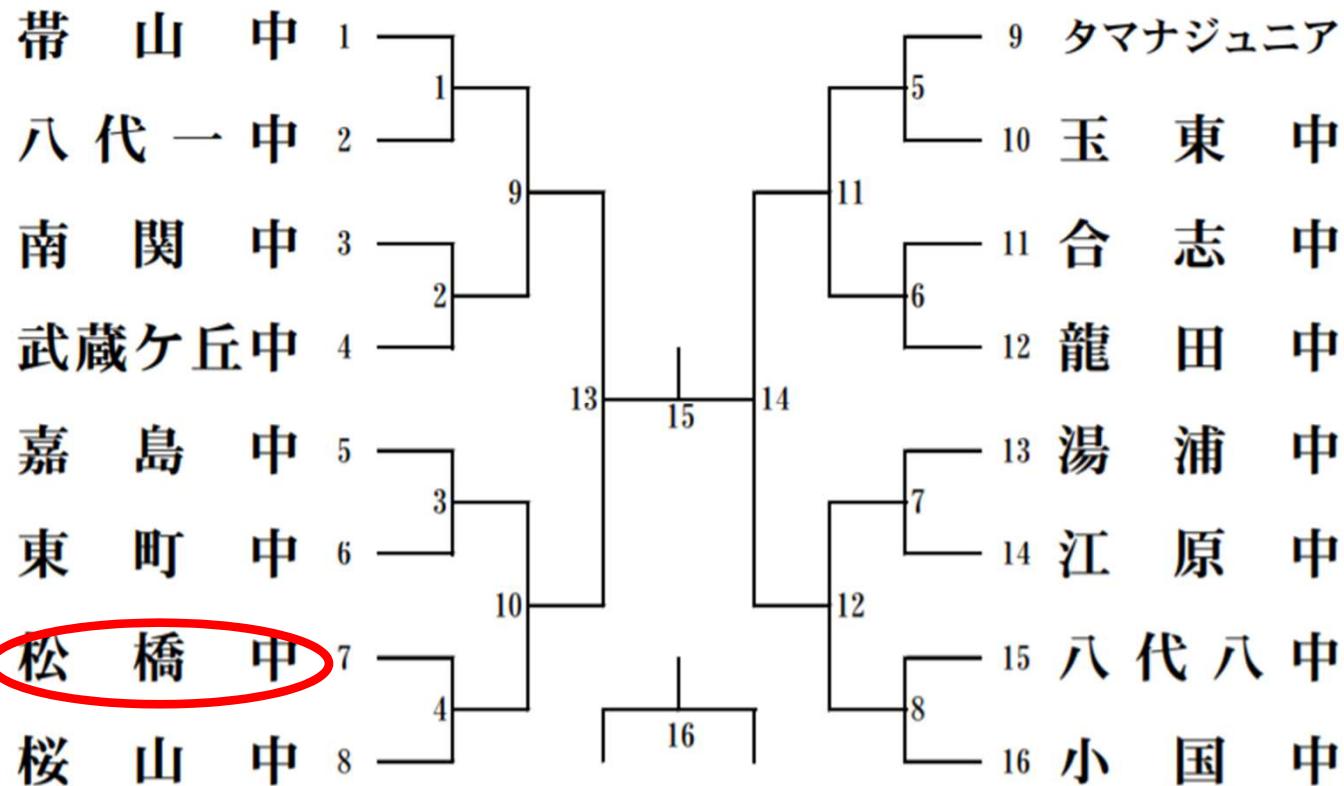 帯山中 1
八代一中 2
南関中 3
武蔵ケ丘中 4
嘉島中 5
東町中 6
松橋中 7
桜山中 8
1
2
3
4
9
10
13
15
14
16
11
12
5
6
7
8
9 タマナジュニア
10 玉東中
11 合志中
12 龍田中
13 湯浦中
14 江原中
15 八代八中
16 小国中